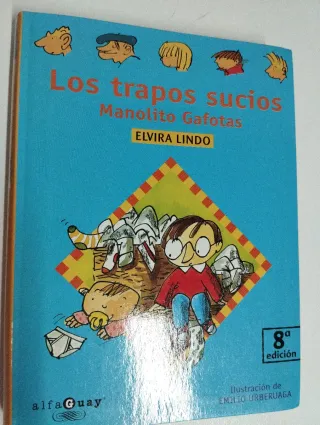 Los trapos sucios
Manolito Gafotas
ELVIRA LINDO
8ª
edición
Ilustración de
EMILIO URBERUAGA
alfaGuay